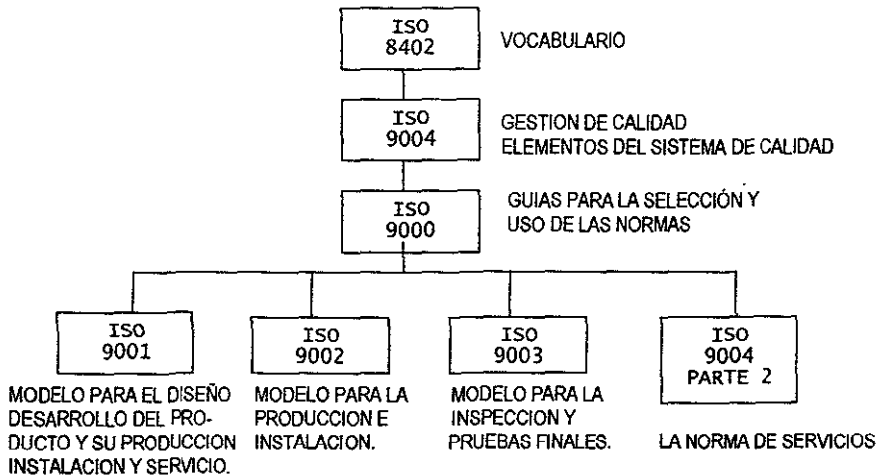 ISO
8402
VOCABULARIO
ISO
9004
GESTION DE CALIDAD
ELEMENTOS DEL SISTEMA DE CALIDAD
ISO
9000
GUIAS PARA LA SELECCIÓN Y
USO DE LAS NORMAS
ISO
9001
MODELO PARA EL DISEÑO
DESARROLLO DEL PRO-
DUCTO Y SU PRODUCCION
INSTALACION Y SERVICIO.
ISO
9002
MODELO PARA LA
PRODUCCION E
INSTALACION.
ISO
9003
MODELO PARA LA
INSPECCION Y
PRUEBAS FINALES.
ISO
9004
PARTE 2
LA NORMA DE SERVICIOS